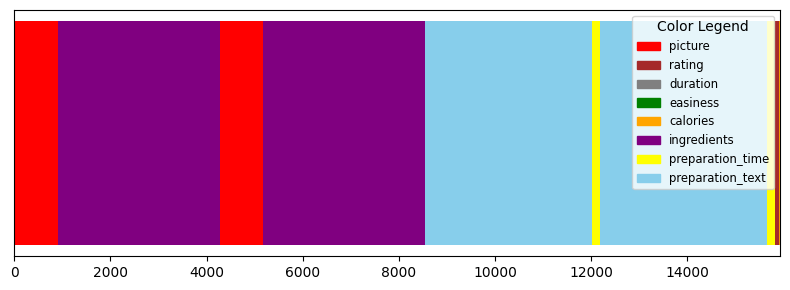 Color Legend
picture
rating
duration
easiness
calories
ingredients
preparation_time
preparation_text
0 2000 4000 6000 8000 10000 12000 14000